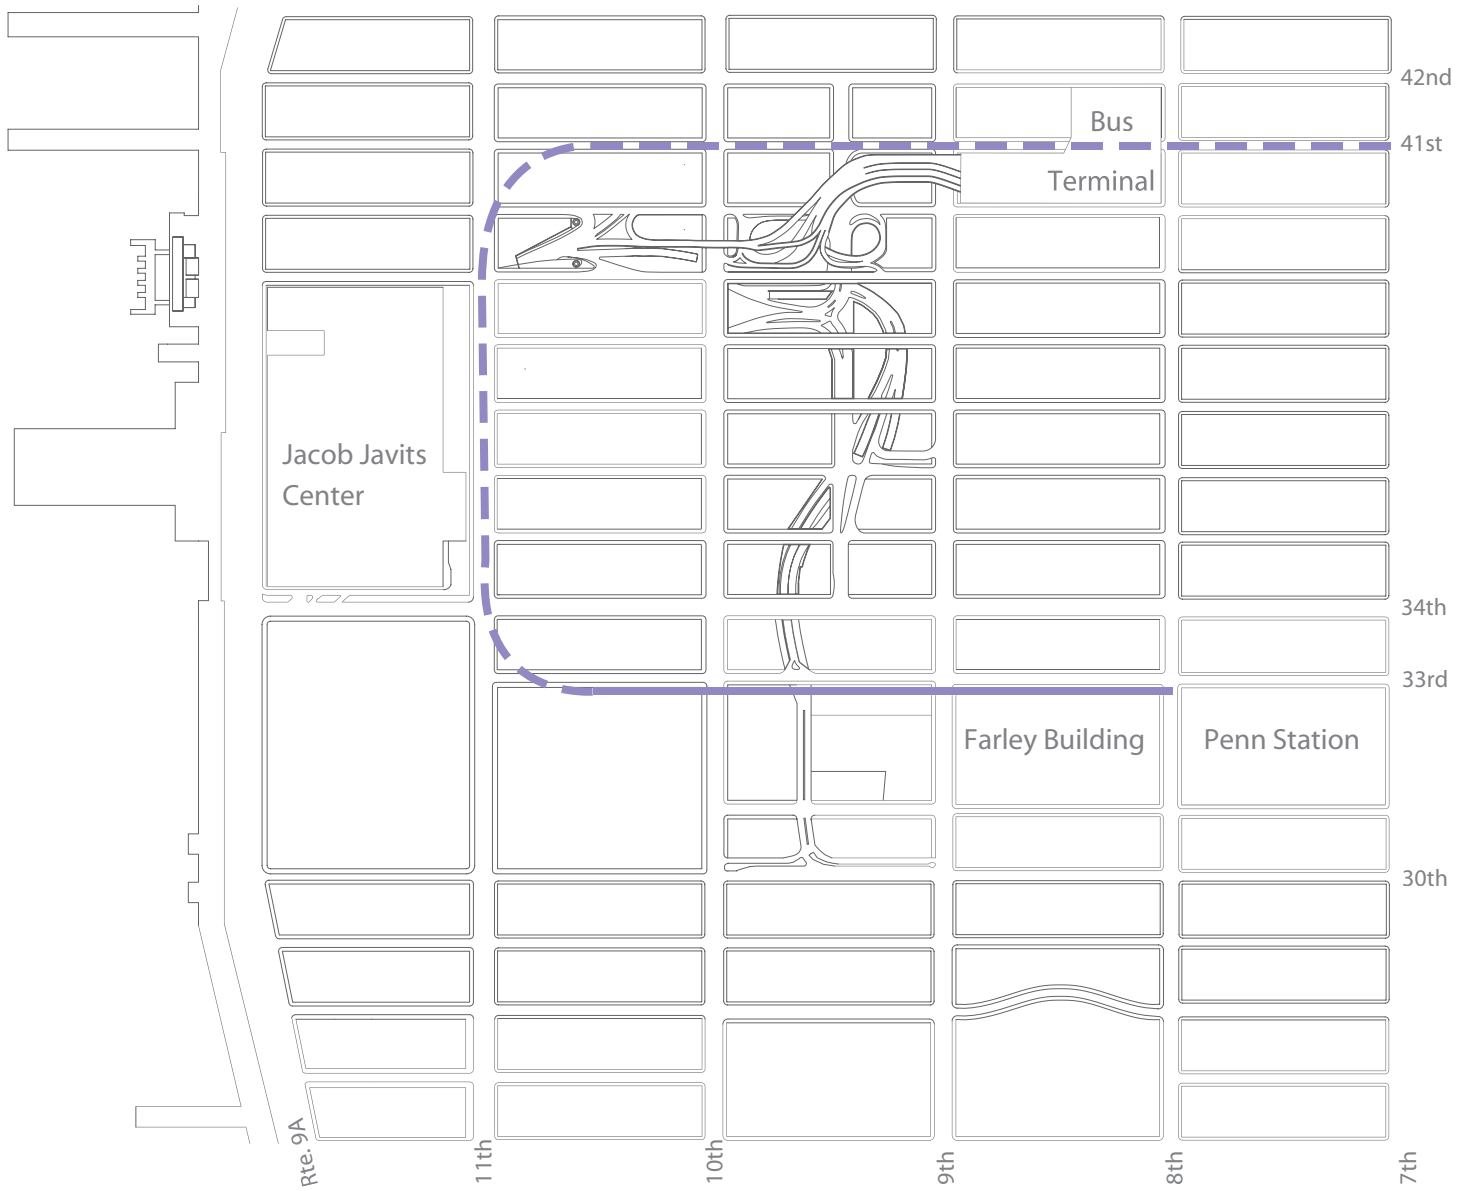 42nd
Bus
41st
Terminal
Jacob Javits
Center
34th
33rd
Farley Building
Penn Station
30th
Rte. 9A
11th
10th
9th
8th
7th